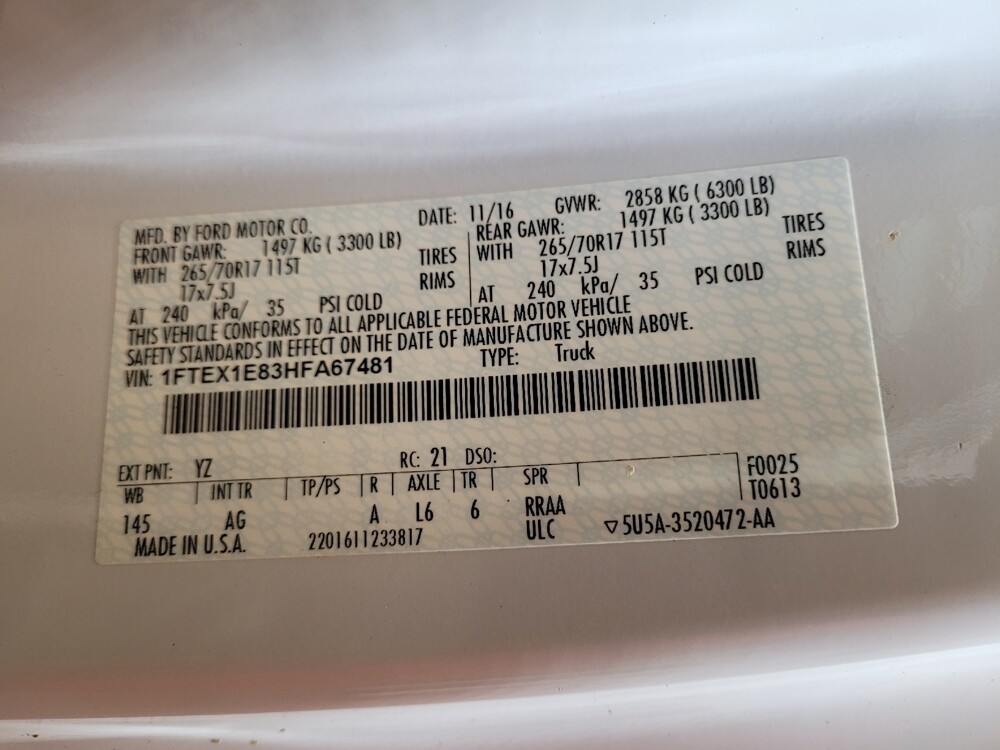 MFD. BY FORD MOTOR CO. DATE: 11/16 GVWR: 2858 KG ( 6300 LB)
FRONT GAWR: 1497 KG ( 3300 LB) REAR GAWR: 1497 KG ( 3300 LB)
WITH 265/70R17 115T TIRES WITH 265/70R17 115T TIRES
17x7.5J RIMS 17x7.5J RIMS
AT 240 kPa/ 35 PSI COLD AT 240 kPa/ 35 PSI COLD
THIS VEHICLE CONFORMS TO ALL APPLICABLE FEDERAL MOTOR VEHICLE
SAFETY STANDARDS IN EFFECT ON THE DATE OF MANUFACTURE SHOWN ABOVE.
VIN: 1FTEX1E83HFA67481 TYPE: Truck
EXT PNT: YZ RC: 21 DSO: F0025
WB INT TR TP/PS R AXLE TR SPR T0613
145 AG A L6 6 RRAA
MADE IN U.S.A. 2201611233817 ULC ▽5U5A-3520472-AA